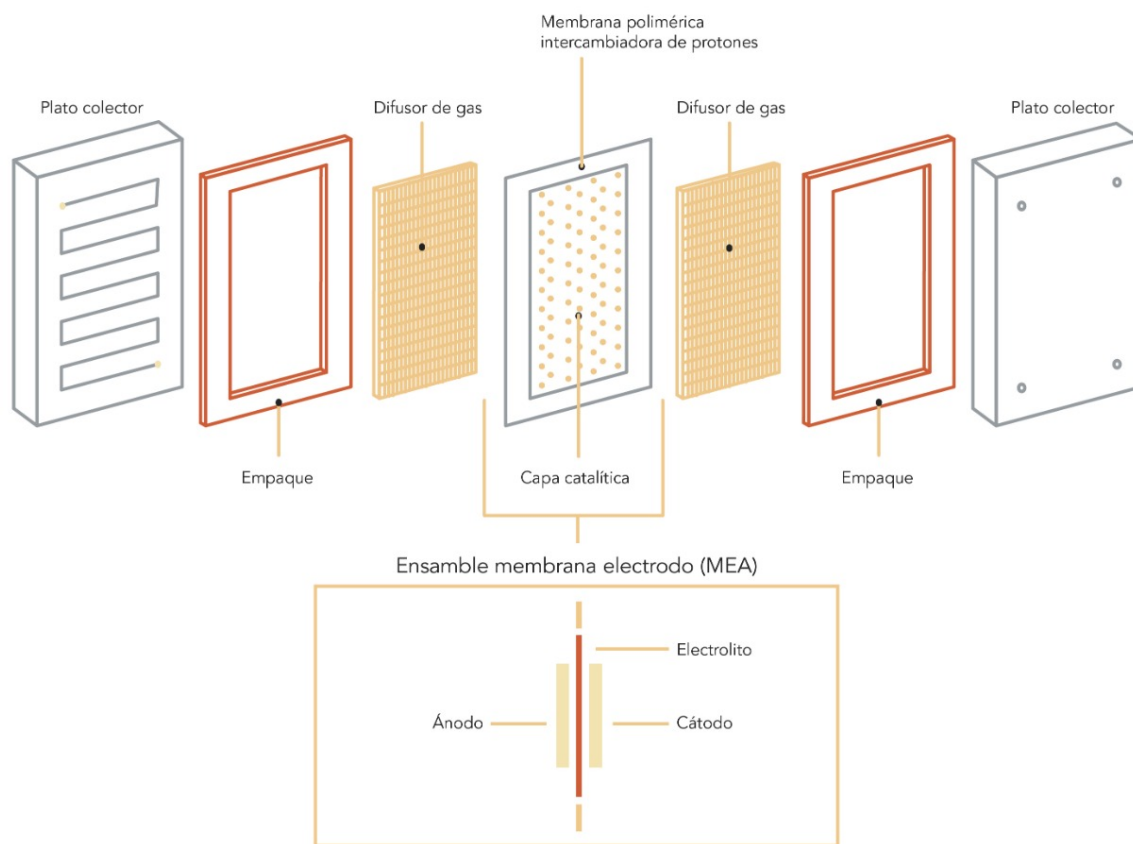 Membrana polimérica
intercambiadora de protones
Plato colector
Difusor de gas
Difusor de gas
Plato colector
Empaque
Capa catalítica
Empaque
Ensamble membrana electrodo (MEA)
Electrolito
Ánodo
Cátodo